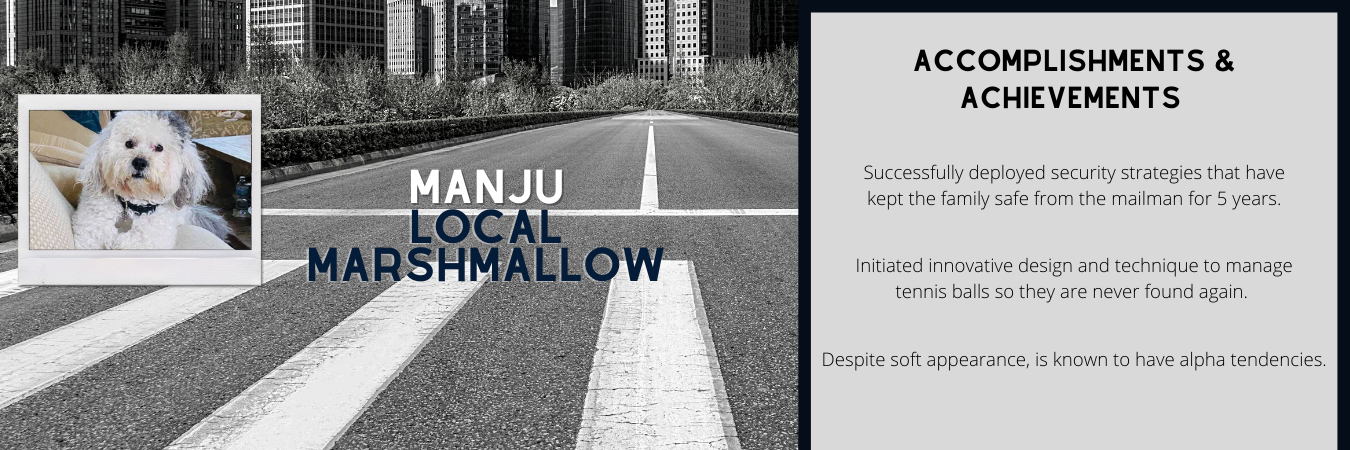 MANJU
LOCAL
MARSHMALLOW
ACCOMPLISHMENTS &
ACHIEVEMENTS
Successfully deployed security strategies that have
kept the family safe from the mailman for 5 years.
Initiated innovative design and technique to manage
tennis balls so they are never found again.
Despite soft appearance, is known to have alpha tendencies.